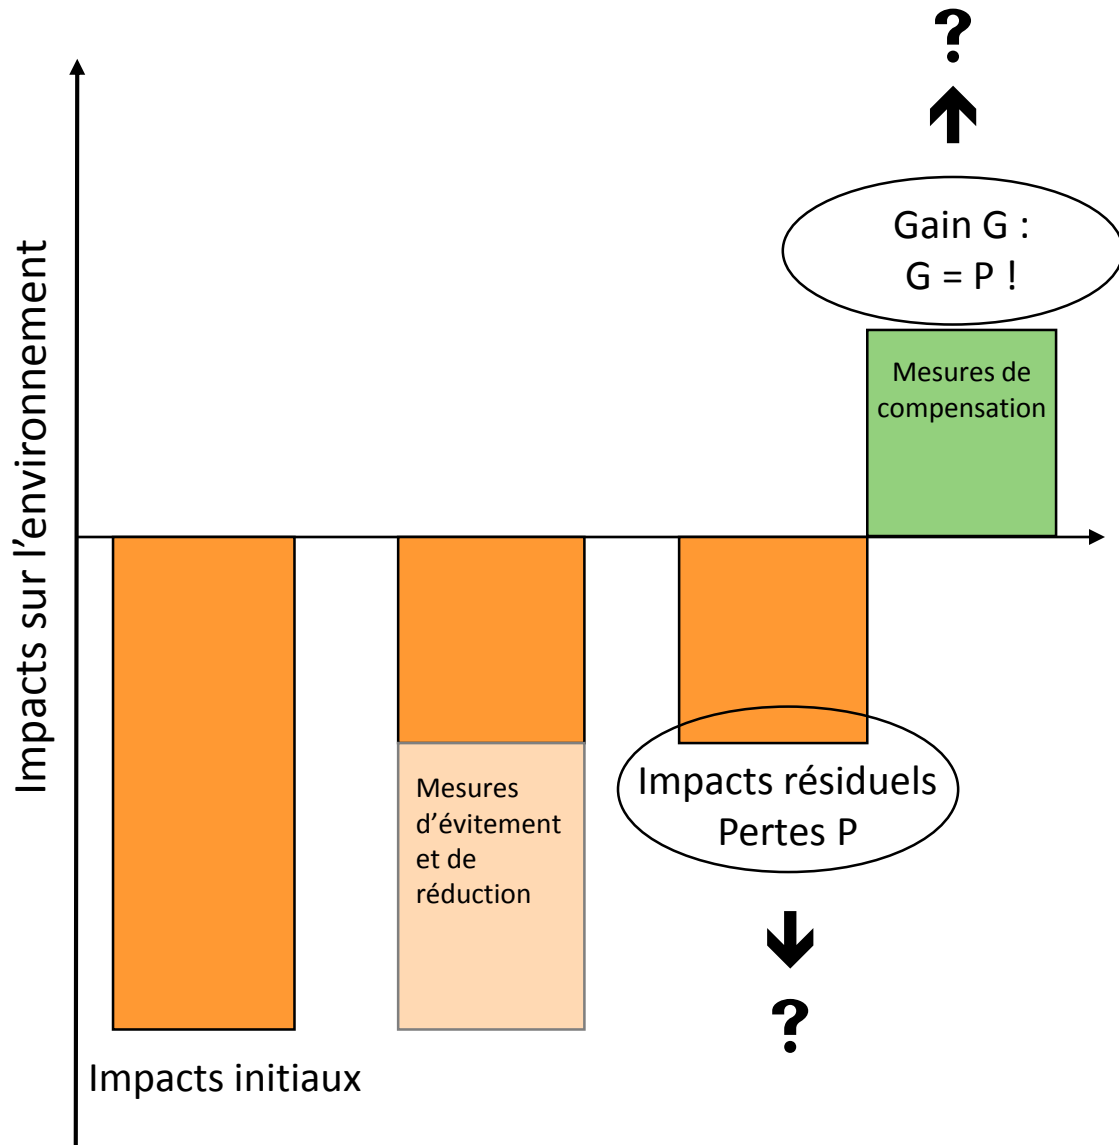 ?
Gain G :
G = P !
Mesures de
compensation
Impacts sur l'environnement
Mesures
d’évitement
et de
réduction
Impacts résiduels
Pertes P
?
Impacts initiaux